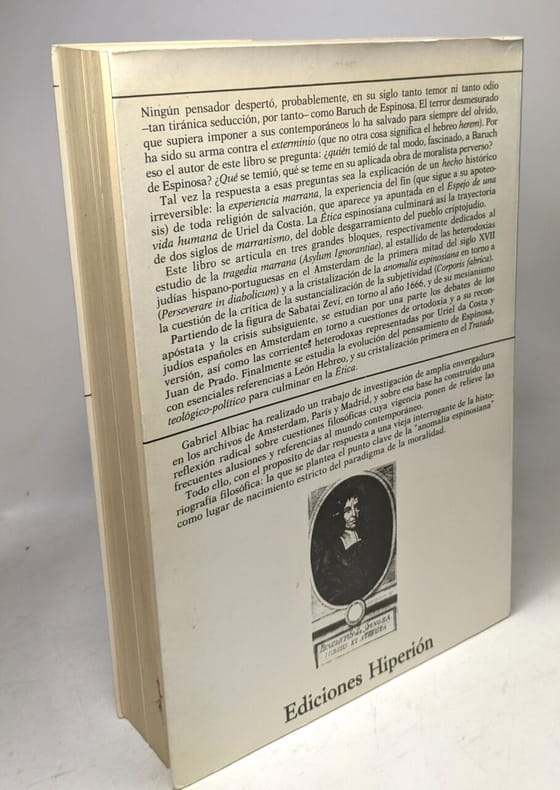 Ningún pensador despertó, probablemente, en su siglo tanto temor ni tanto odio
–tan tiránica seducción, por tanto– como Baruch de Espinosa. El terror desmesurado
que supiera imponer a sus contemporáneos lo ha salvado para siempre del olvido,
ha sido su arma contra el exterminio (que no otra cosa significa el hebreo herem). Por
eso el autor de este libro se pregunta: ¿quién temió de tal modo, fascinado, a Baruch
de Espinosa? ¿Qué se temió, qué se teme en su aplicada obra de moralista perverso?
Tal vez la respuesta a esas preguntas sea la explicación de un hecho histórico
irreversible: la experiencia marrana, la experiencia del fin (que sigue a su apoteo-
sis) de toda religión de salvación, que aparece ya apuntada en el Espejo de una
vida humana de Uriel da Costa. La Ética espinosiana culminará así la trayectoria
de dos siglos de marranismo, del doble desgarramiento del pueblo criptojudío.
Este libro se articula en tres grandes bloques, respectivamente dedicados al
estudio de la tragedia marrana (Asylum Ignorantiae), al estallido de las heterodoxias
judías hispano-portuguesas en el Amsterdam de la primera mitad del siglo XVII
(Perseverare in diabolicum) y a la cristalización de la anomalía espinosiana en torno a
la cuestión de la crítica de la sustancialización de la subjetividad (Corporis fabrica).
Partiendo de la figura de Sabatai Zeví, en torno al año 1666, y de su mesianismo
apóstata y la crisis subsiguiente, se estudian por una parte los debates de los
judíos españoles en Amsterdam en torno a cuestiones de ortodoxia y a su recon-
versión, así como las corrientes heterodoxas representadas por Uriel da Costa y
Juan de Prado. Finalmente se estudia la evolución del pensamiento de Espinosa,
con esenciales referencias a León Hebreo, y su cristalización primera en el Tratado
teológico-político para culminar en la Ética.
Gabriel Albiac ha realizado un trabajo de investigación de amplia envergadura
en los archivos de Amsterdam, París y Madrid, y sobre esa base ha construido una
reflexión radical sobre cuestiones filosóficas cuya vigencia ponen de relieve las
frecuentes alusiones y referencias al mundo contemporáneo.
Todo ello, con el proposito de dar respuesta a una vieja interrogante de la histo-
riografía filosófica: la que se plantea el punto clave de la "anomalía espinosiana"
como lugar de nacimiento estricto del paradigma de la moralidad.
BENEDICTUS de SPINOZA
IUDAEUS ET ATHEISTA
Ediciones Hiperión